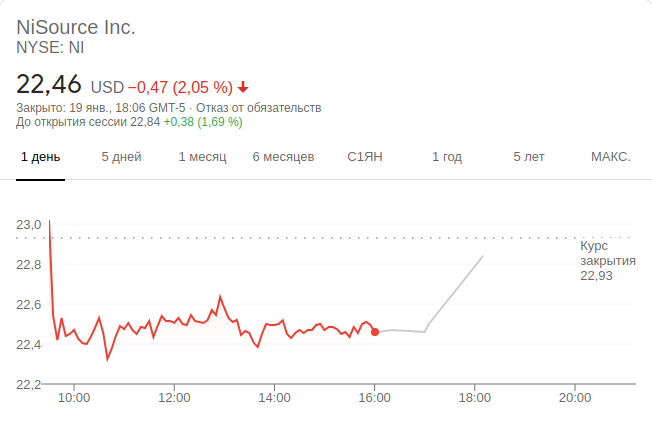 NiSource Inc.
NYSE: NI
22,46 USD −0,47 (2,05 %)
Закрыто: 19 янв., 18:06 GMT-5 · Отказ от обязательств
До открытия сессии 22,84 +0,38 (1,69 %)
1 день 5 дней 1 месяц 6 месяцев С1ЯН 1 год 5 лет МАКС.
23,0
Курс
закрытия
22,93
22,8
22,6
22,4
22,2
10:00 12:00 14:00 16:00 18:00 20:00